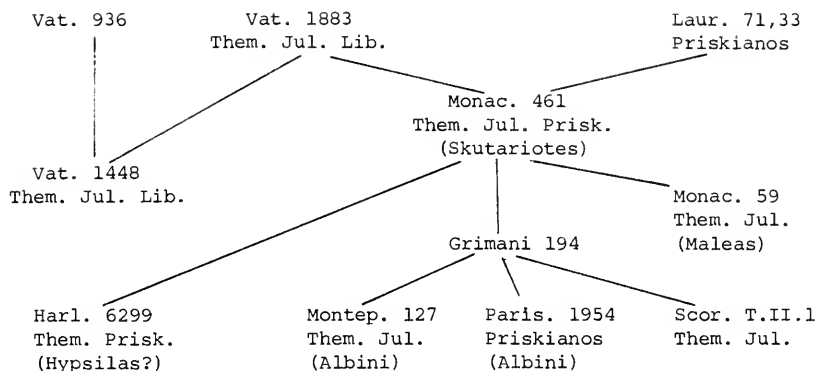 Vat. 936
Vat. 1883
Them. Jul. Lib.
Laur. 71,33
Priskianos
Monac. 461
Them. Jul. Prisk.
(Skutariotes)
Vat. 1448
Them. Jul. Lib.
Monac. 59
Them. Jul.
(Maleas)
Grimani 194
Harl. 6299
Them. Prisk.
(Hypsilas?)
Montep. 127
Them. Jul.
(Albini)
Paris. 1954
Priskianos
(Albini)
Scor. T.II.l
Them. Jul.